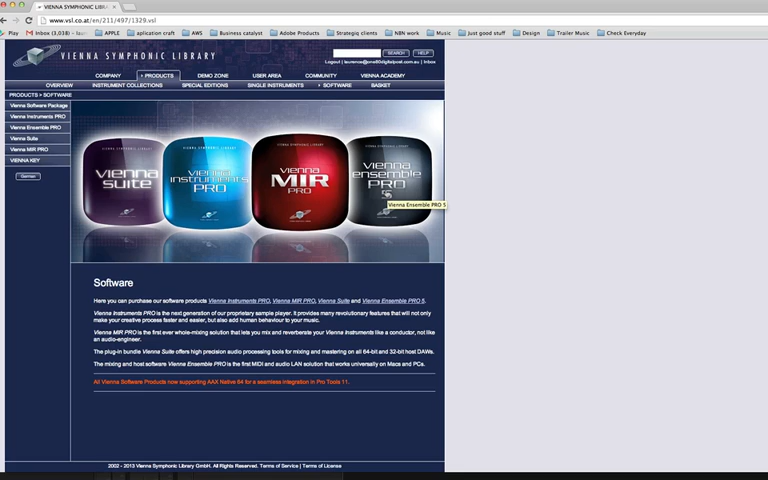 VIENNA SYMPHONIC LIBRAR
www.vsl.co.at/en/211/497/1329.vsl
Play
Inbox (3,038)
APPLE
aplication craft
AWS
Business catalyst
Adobe Products
Strategiq clients
NBN work
Music
Just good stuff
Design
Trailer Music
Check Everyday
VIENNA SYMPHONIC LIBRARY
SEARCH
HELP
Logout | laurence@one80digitalpost.com.au | Inbox
COMPANY
PRODUCTS
DEMO ZONE
USER AREA
COMMUNITY
VIENNA ACADEMY
OVERVIEW
INSTRUMENT COLLECTIONS
SPECIAL EDITIONS
SINGLE INSTRUMENTS
SOFTWARE
BASKET
PRODUCTS > SOFTWARE
Vienna Software Package
Vienna Instruments PRO
Vienna Ensemble PRO
Vienna Suite
Vienna MIR PRO
VIENNA KEY
German
vienna suite
vienna instruments PRO
vienna MIR PRO
vienna ensemble PRO
Vienna Ensemble PRO 5
Software
Here you can purchase our software products Vienna Instruments PRO, Vienna MIR PRO, Vienna Suite and Vienna Ensemble PRO 5.
Vienna Instruments PRO is the next generation of our proprietary sample player. It provides many revolutionary features that will not only
make your creative process faster and easier, but also add human behaviour to your music.
Vienna MIR PRO is the first ever whole-mixing solution that lets you mix and reverberate your Vienna Instruments like a conductor, not like
an audio-engineer.
The plug-in bundle Vienna Suite offers high precision audio processing tools for mixing and mastering on all 64-bit and 32-bit host DAWs.
The mixing and host software Vienna Ensemble PRO is the first MIDI and audio LAN solution that works universally on Macs and PCs.
All Vienna Software Products now supporting AAX Native 64 for a seamless integration in Pro Tools 11.
2002 - 2013 Vienna Symphonic Library GmbH. All Rights Reserved. Terms of Service | Terms of License